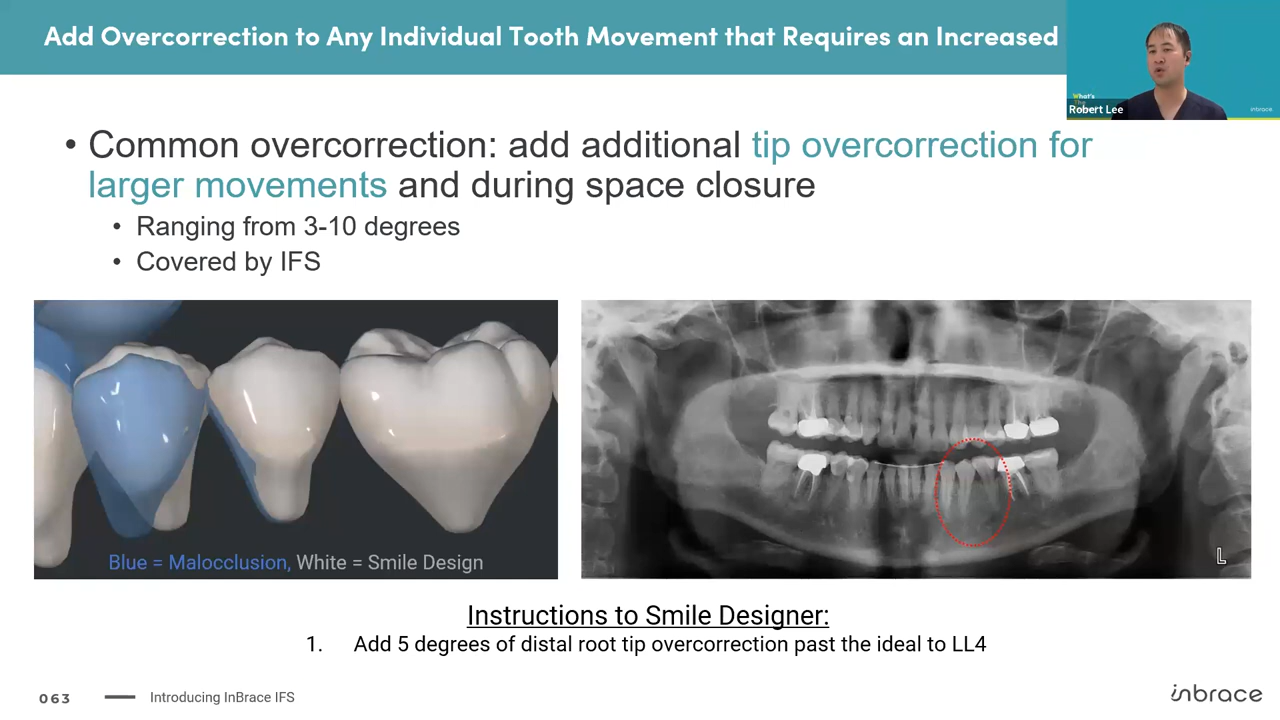 Add Overcorrection to Any Individual Tooth Movement that Requires an Increased
What's
The
Robert Lee
inbrace
• Common overcorrection: add additional tip overcorrection for
larger movements and during space closure
• Ranging from 3-10 degrees
• Covered by IFS
Blue = Malocclusion, White = Smile Design
L
Instructions to Smile Designer:
1. Add 5 degrees of distal root tip overcorrection past the ideal to LL4
063
Introducing InBrace IFS
inbrace